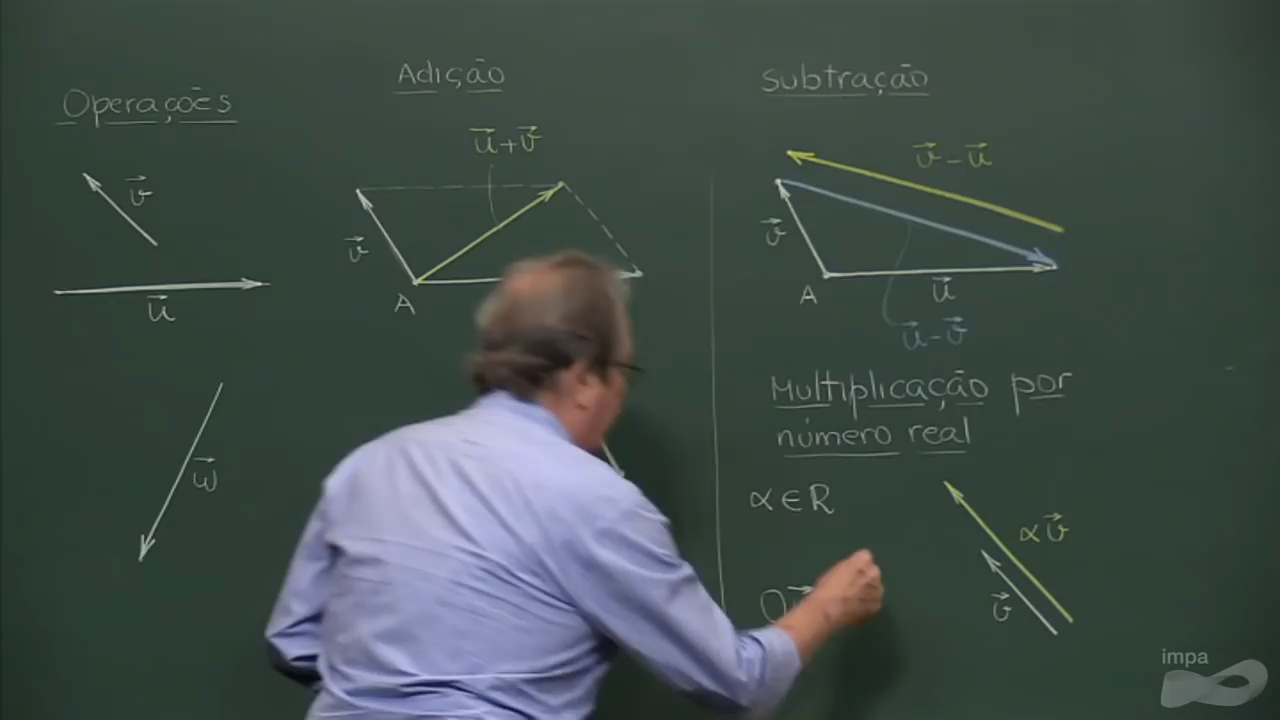 Operações
v⃗
u⃗
w⃗
Adição
u⃗+v⃗
v⃗
A
Subtração
v⃗-u⃗
v⃗
A
u⃗
u⃗-v⃗
Multiplicação por
número real
α∈R
αv⃗
v⃗
impa